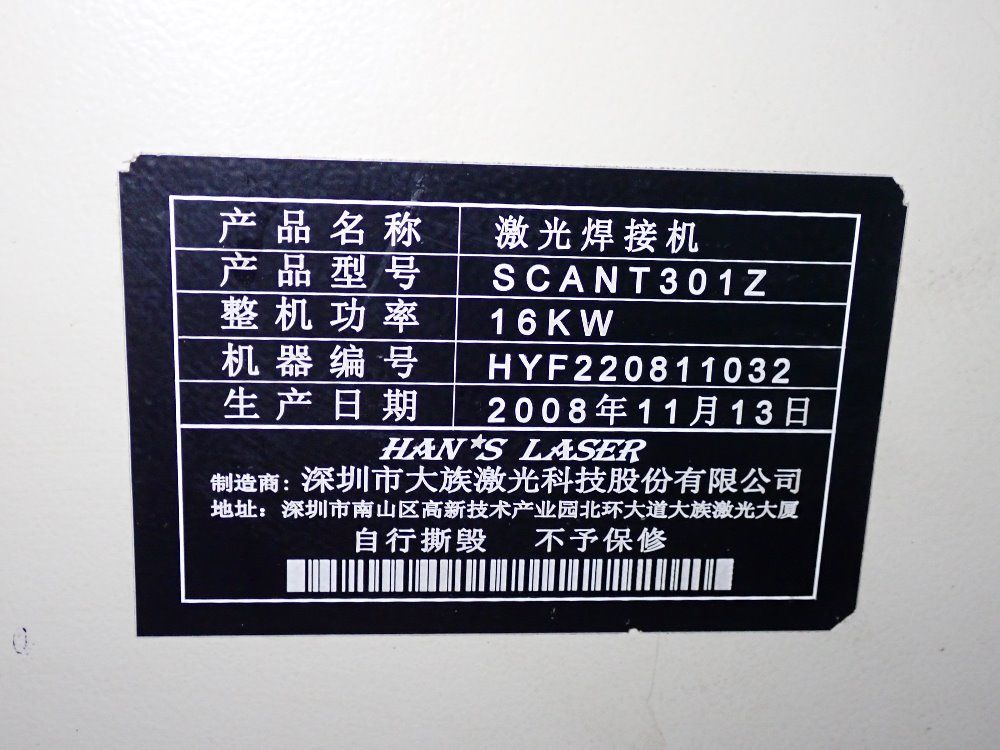 产品名称 激光焊接机
产品型号 SCANT301Z
整机功率 16KW
机器编号 HYF220811032
生产日期 2008年11月13日
HAN★S LASER
制造商：深圳市大族激光科技股份有限公司
地址：深圳市南山区高新技术产业园北环大道大族激光大厦
自行撕毁 不予保修